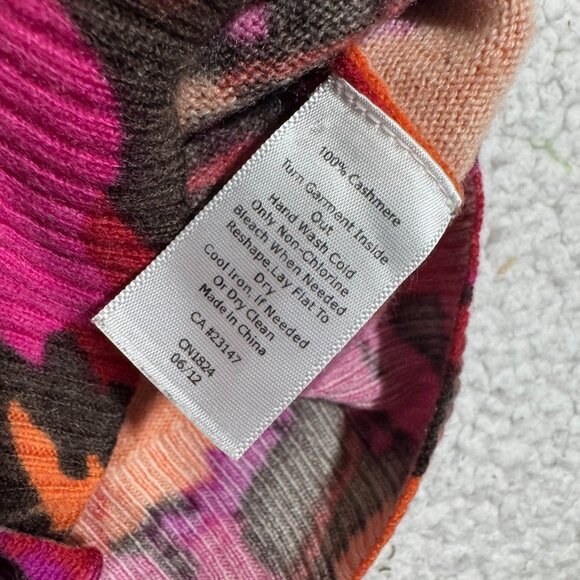 100% Cashmere
Turn Garment Inside
Out
Hand Wash Cold
Only Non-Chlorine
Bleach When Needed
Reshape.Lay Flat To
Dry
Cool Iron. If Needed
Or Dry Clean
Made in China
CA #23147
CN1824
06/12